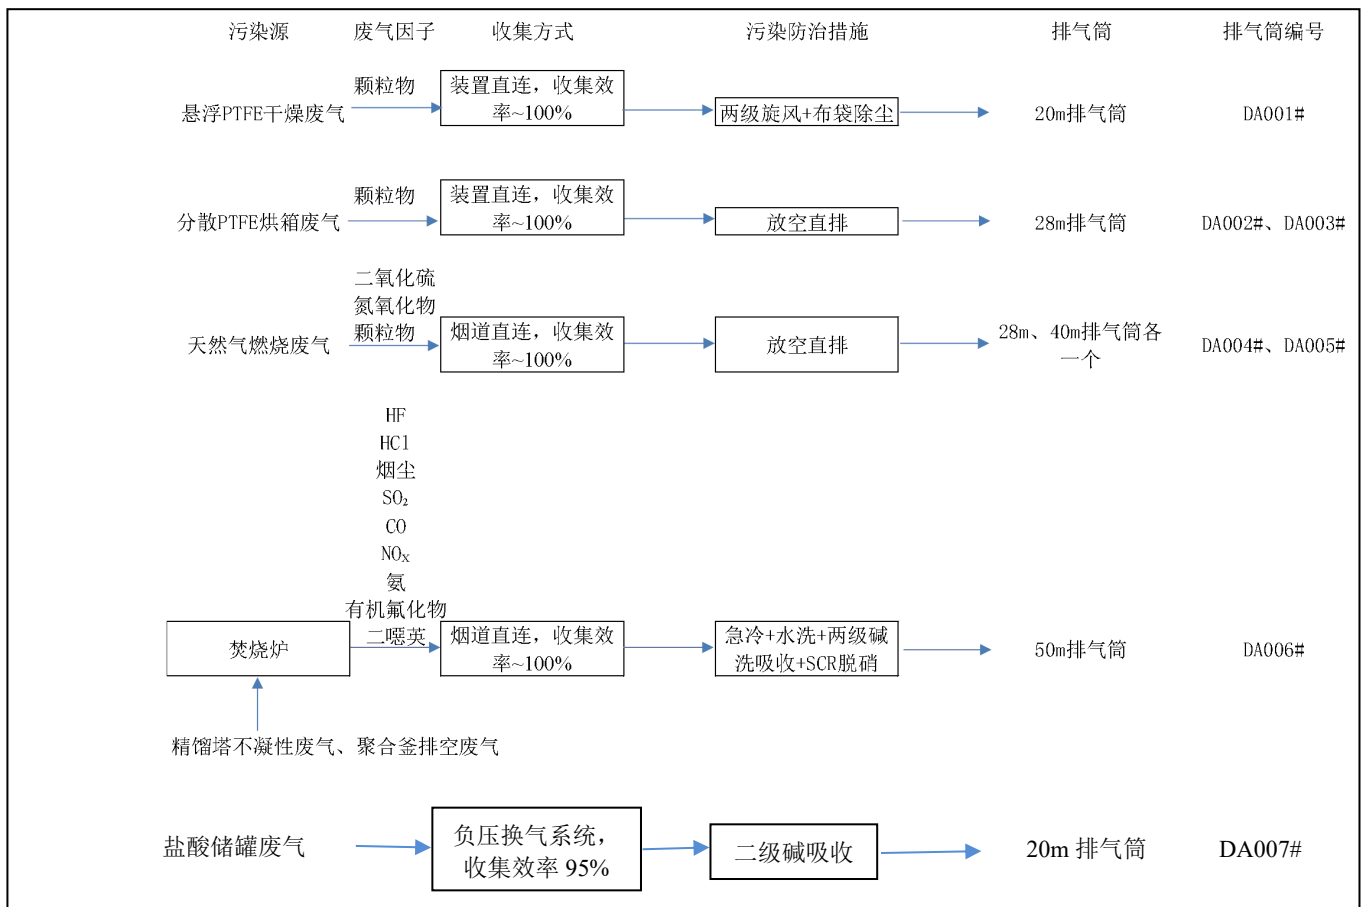 污染源 废气因子 收集方式 污染防治措施 排气筒 排气筒编号
悬浮PTFE干燥废气
颗粒物
装置直连，收集效
率~100%
两级旋风+布袋除尘
20m排气筒
DA001#
分散PTFE烘箱废气
颗粒物
装置直连，收集效
率~100%
放空直排
28m排气筒
DA002#、DA003#
天然气燃烧废气
二氧化硫
氮氧化物
颗粒物
烟道直连，收集效
率~100%
放空直排
28m、40m排气筒各
一个
DA004#、DA005#
焚烧炉
HF
HCl
烟尘
SO₂
CO
NOₓ
氨
有机氟化物
二噁英
烟道直连，收集效
率~100%
急冷+水洗+两级碱
洗吸收+SCR脱硝
50m排气筒
DA006#
精馏塔不凝性废气、聚合釜排空废气
盐酸储罐废气
负压换气系统，
收集效率 95%
二级碱吸收
20m 排气筒
DA007#